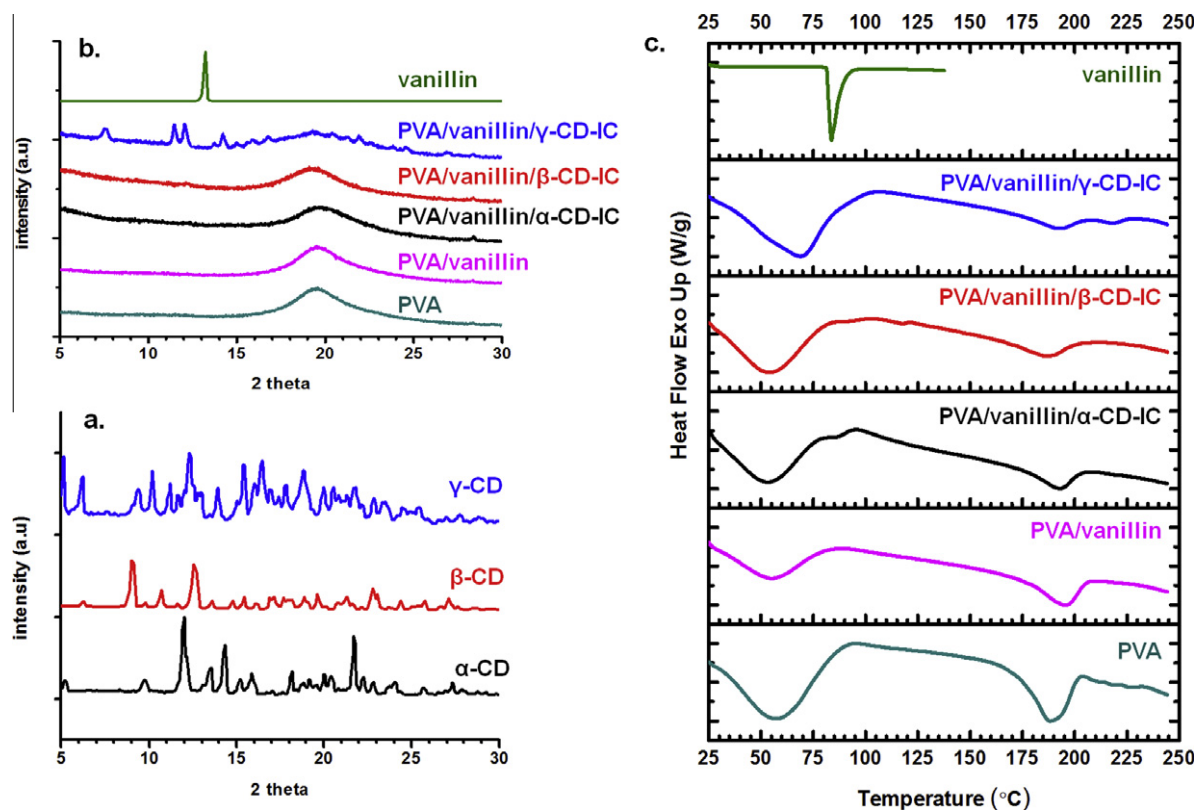 b.
vanillin
PVA/vanillin/γ-CD-IC
PVA/vanillin/β-CD-IC
PVA/vanillin/α-CD-IC
PVA/vanillin
PVA
intensity (a.u)
5 10 15 20 25 30
2 theta
a.
γ-CD
β-CD
α-CD
intensity (a.u)
5 10 15 20 25 30
2 theta
c.
25 50 75 100 125 150 175 200 225 250
vanillin
PVA/vanillin/γ-CD-IC
PVA/vanillin/β-CD-IC
PVA/vanillin/α-CD-IC
PVA/vanillin
PVA
Heat Flow Exo Up (W/g)
25 50 75 100 125 150 175 200 225 250
Temperature (°C)